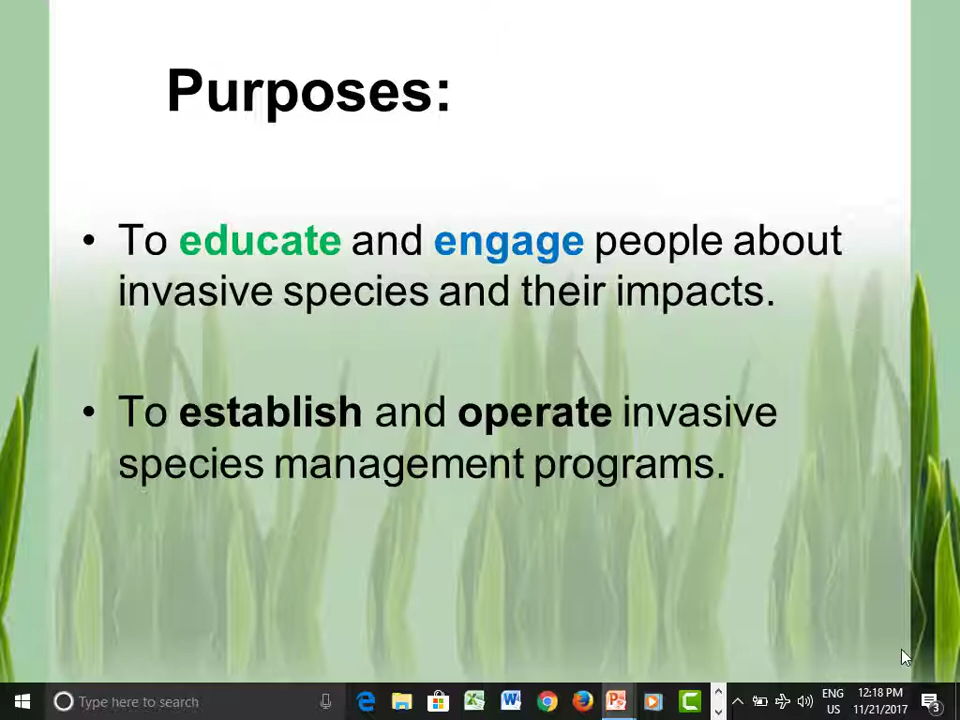 Purposes:
• To educate and engage people about
invasive species and their impacts.
• To establish and operate invasive
species management programs.
Type here to search
ENG
US
12:18 PM
11/21/2017
3